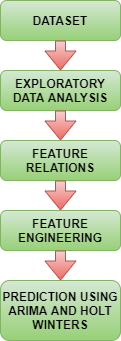 DATASET
EXPLORATORY
DATA ANALYSIS
FEATURE
RELATIONS
FEATURE
ENGINEERING
PREDICTION USING
ARIMA AND HOLT
WINTERS